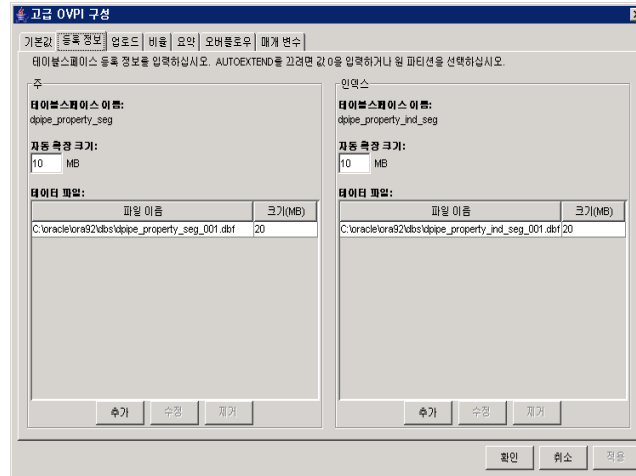 고급 OVPI 구성
기본값 등록 정보 업로드 비율 요약 오버플로우 매개 변수
테이블스페이스 등록 정보를 입력하십시오. AUTOEXTEND를 끄려면 값 0을 입력하거나 원 파티션을 선택하십시오.
주
테이블스페이스 이름:
dpipe_property_seg
자동 확장 크기:
10 MB
데이터 파일:
파일 이름 크기(MB)
C:\oracle\ora92\dbs\dpipe_property_seg_001.dbf 20
추가 수정 제거
인덱스
테이블스페이스 이름:
dpipe_property_ind_seg
자동 확장 크기:
10 MB
데이터 파일:
파일 이름 크기(MB)
C:\oracle\ora92\dbs\dpipe_property_ind_seg_001.dbf 20
추가 수정 제거
확인 취소 적용